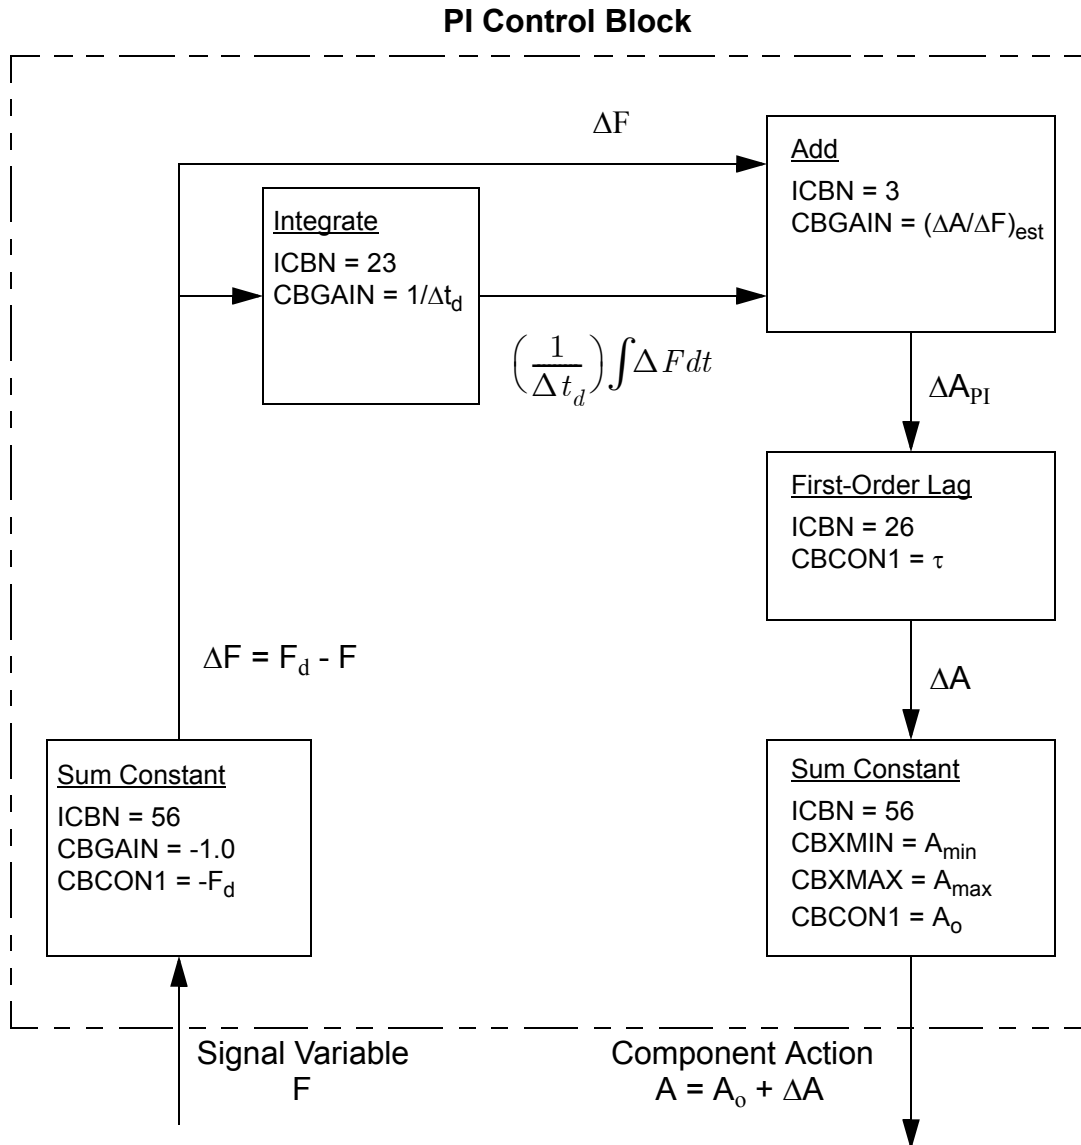 PI Control Block
ΔF
Add
ICBN = 3
CBGAIN = (ΔA/ΔF)est
Integrate
ICBN = 23
CBGAIN = 1/Δtd
(1/Δtd)∫ΔFdt
ΔAPI
First-Order Lag
ICBN = 26
CBCON1 = τ
ΔF = Fd - F
ΔA
Sum Constant
ICBN = 56
CBGAIN = -1.0
CBCON1 = -Fd
Sum Constant
ICBN = 56
CBXMIN = Amin
CBXMAX = Amax
CBCON1 = Ao
Signal Variable
F
Component Action
A = Ao + ΔA